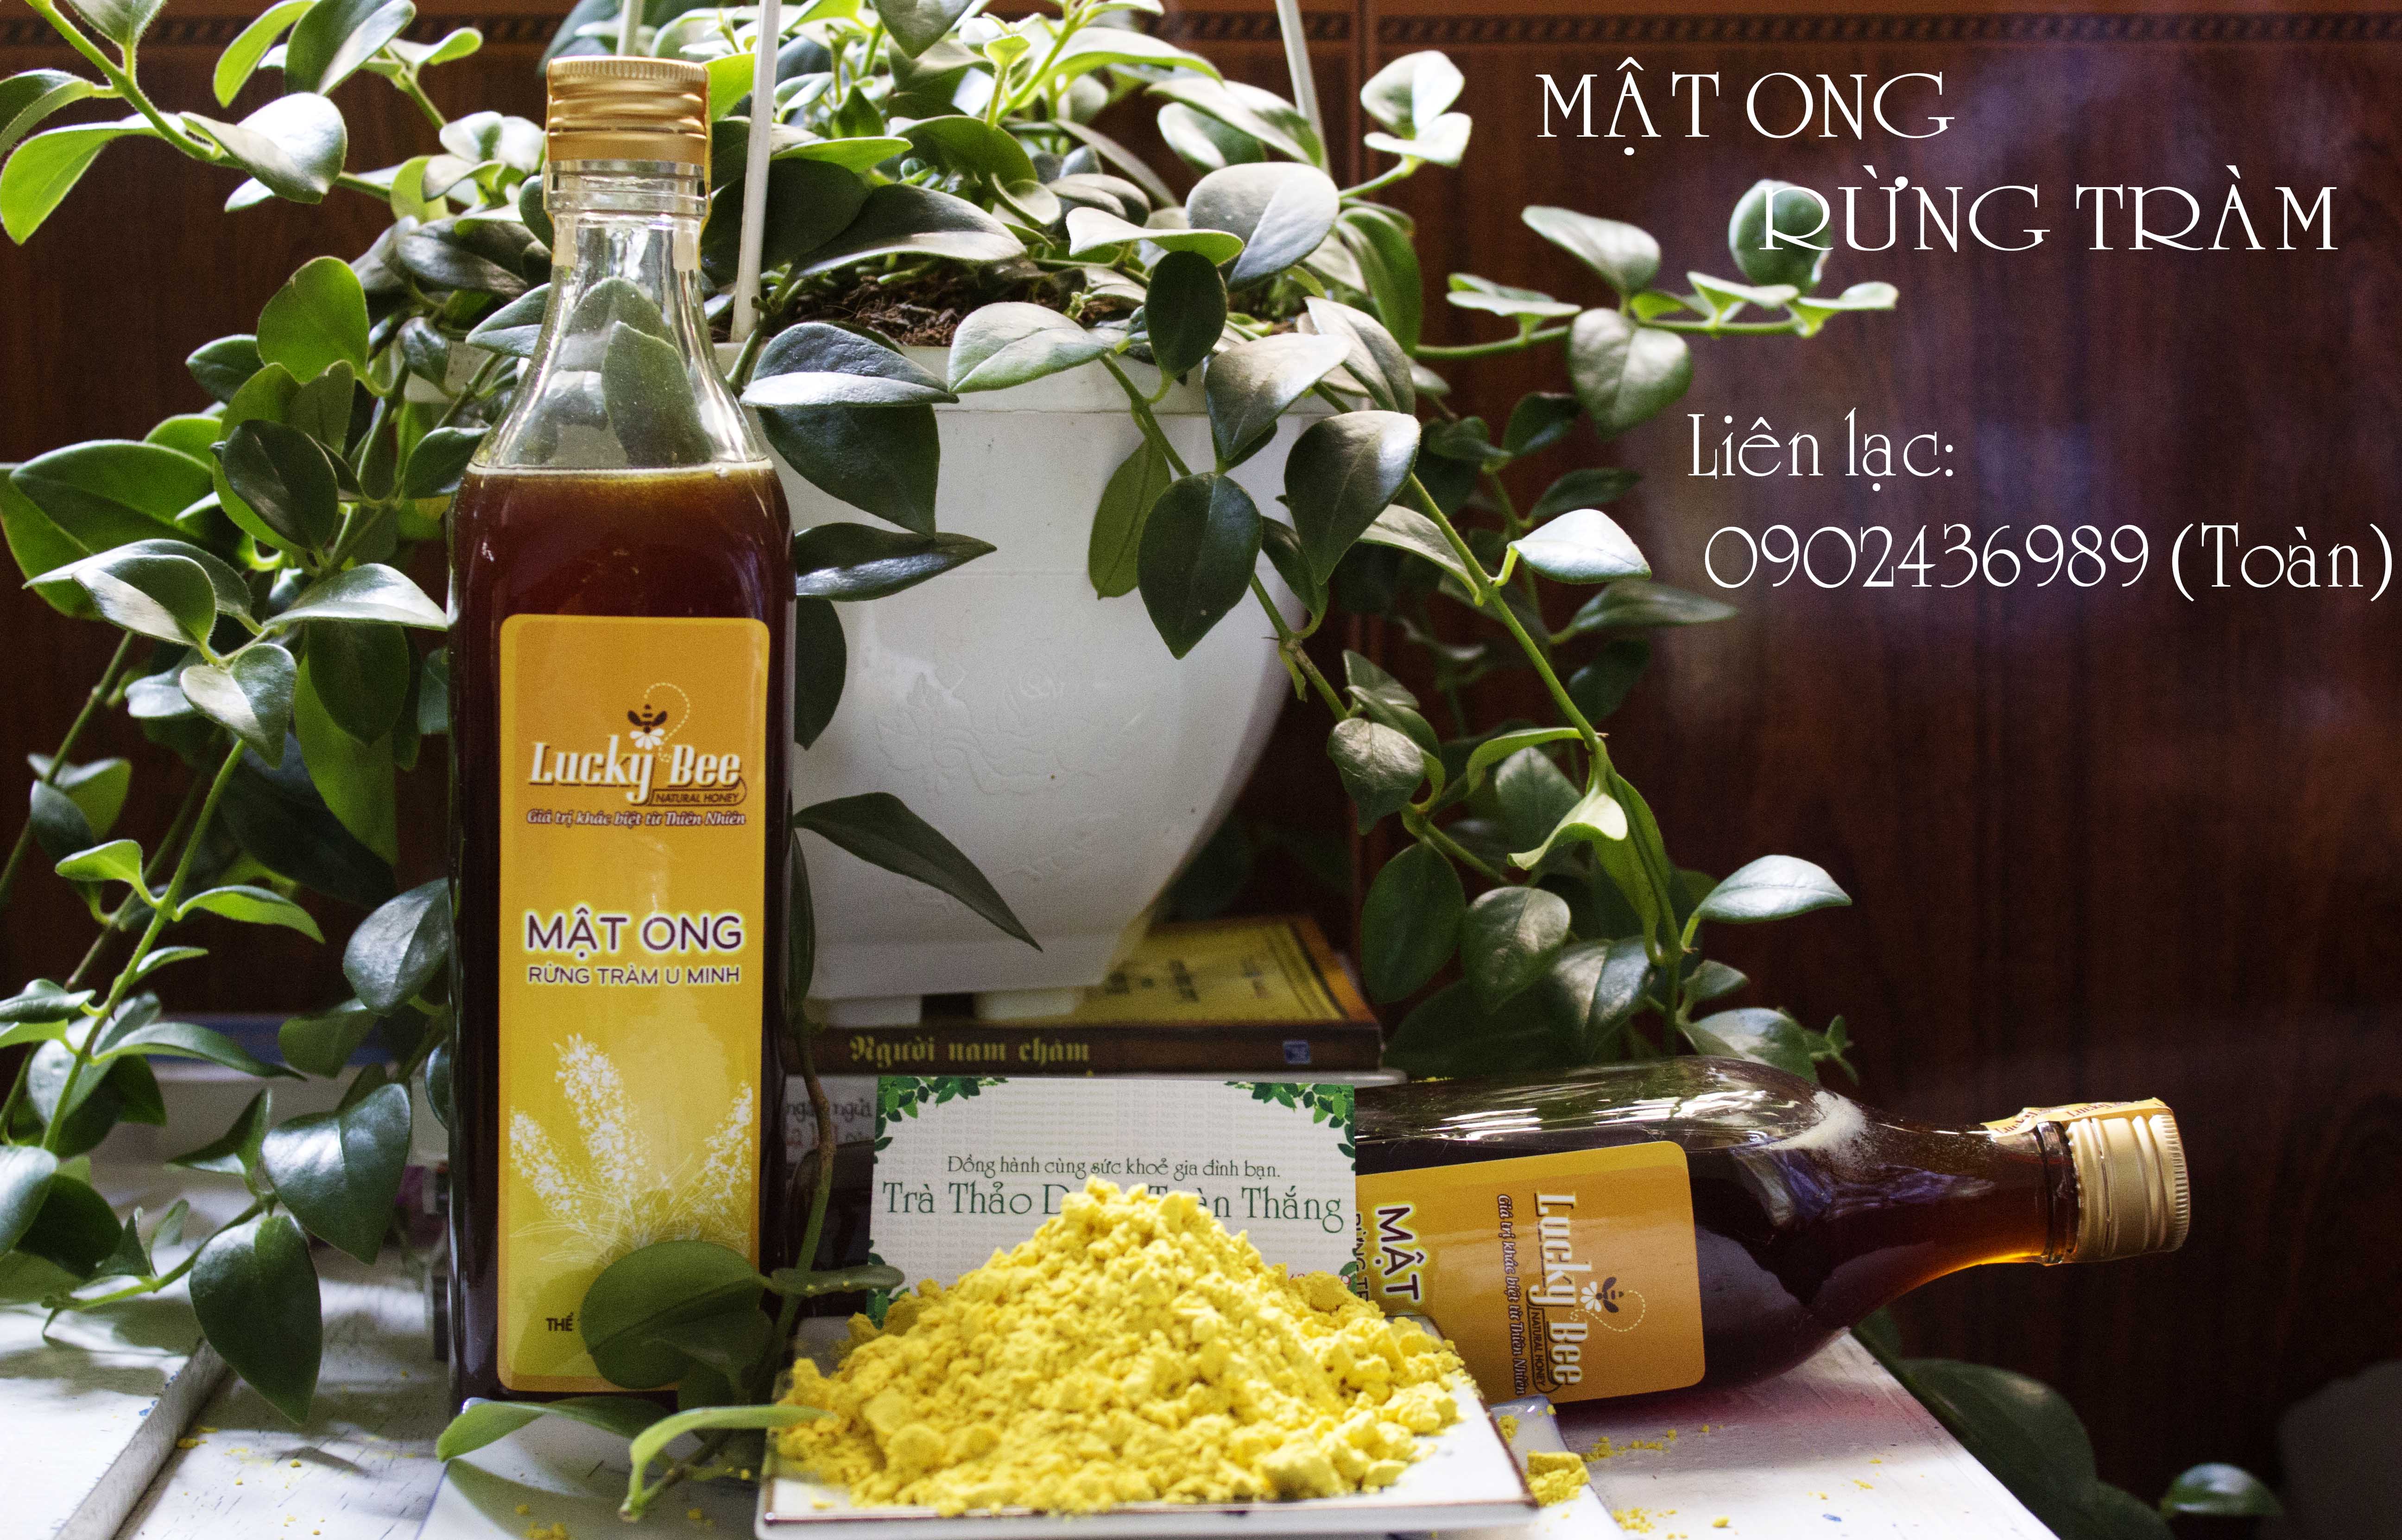 MẬT ONG
RỪNG TRÀM
Liên lạc:
0902436989 (Toàn)
Lucky Bee
NATURAL HONEY
Giá trị khác biệt từ Thiên Nhiên
MẬT ONG
RỪNG TRÀM U MINH
THỂ
Người nam châm
Đồng hành cùng sức khoẻ gia đình bạn.
Trà Thảo Thắng
MẬT
Lucky Bee
NATURAL HONEY
Giá trị khác biệt từ Thiên Nhiên